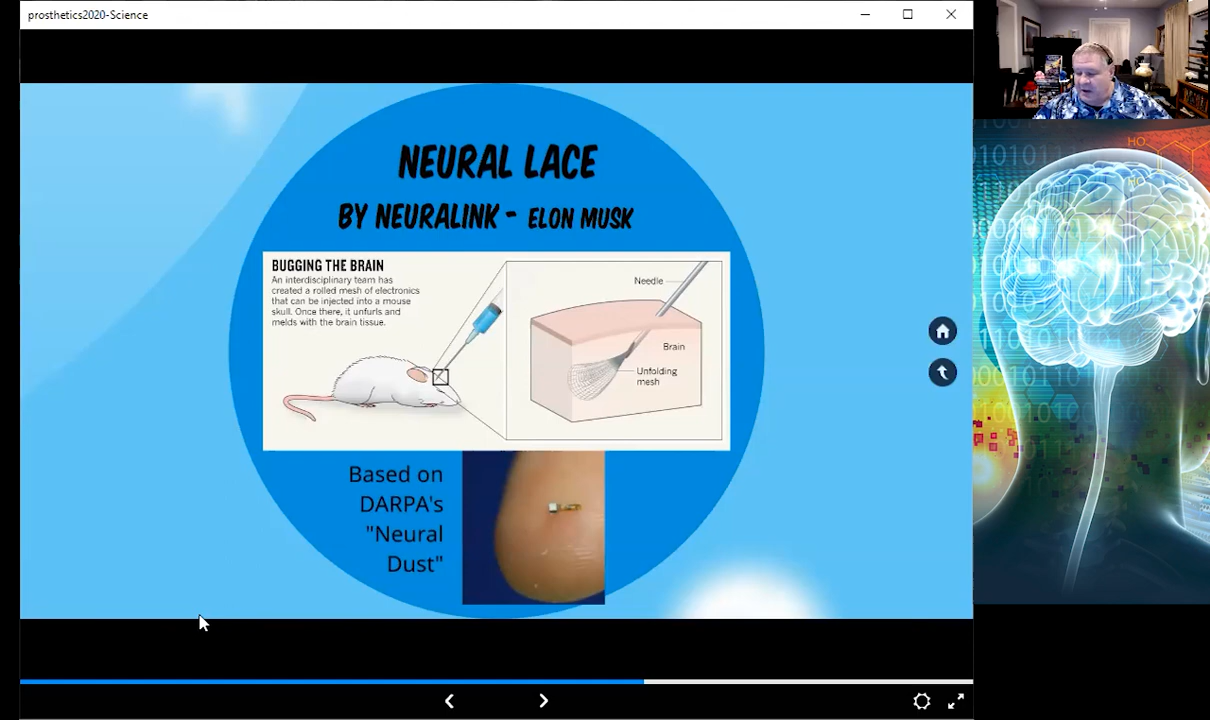 prosthetics2020-Science
NEURAL LACE
BY NEURALINK - ELON MUSK
BUGGING THE BRAIN
An interdisciplinary team has
created a rolled mesh of electronics
that can be injected into a mouse
skull. Once there, it unfurls and
melds with the brain tissue.
Needle
Brain
Unfolding
mesh
Based on
DARPA's
"Neural
Dust"
HO
HO